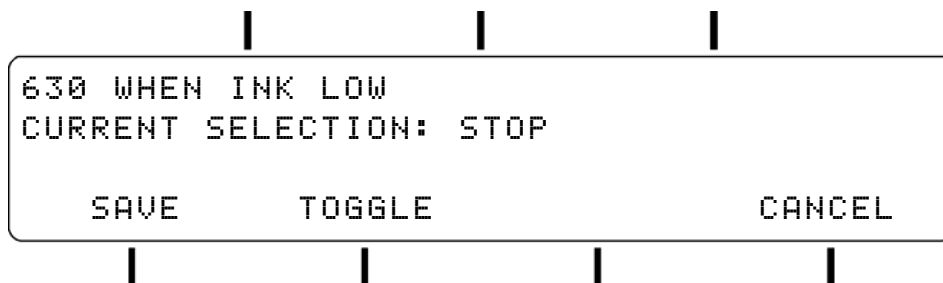 630 WHEN INK LOW
CURRENT SELECTION: STOP
SAVE TOGGLE CANCEL